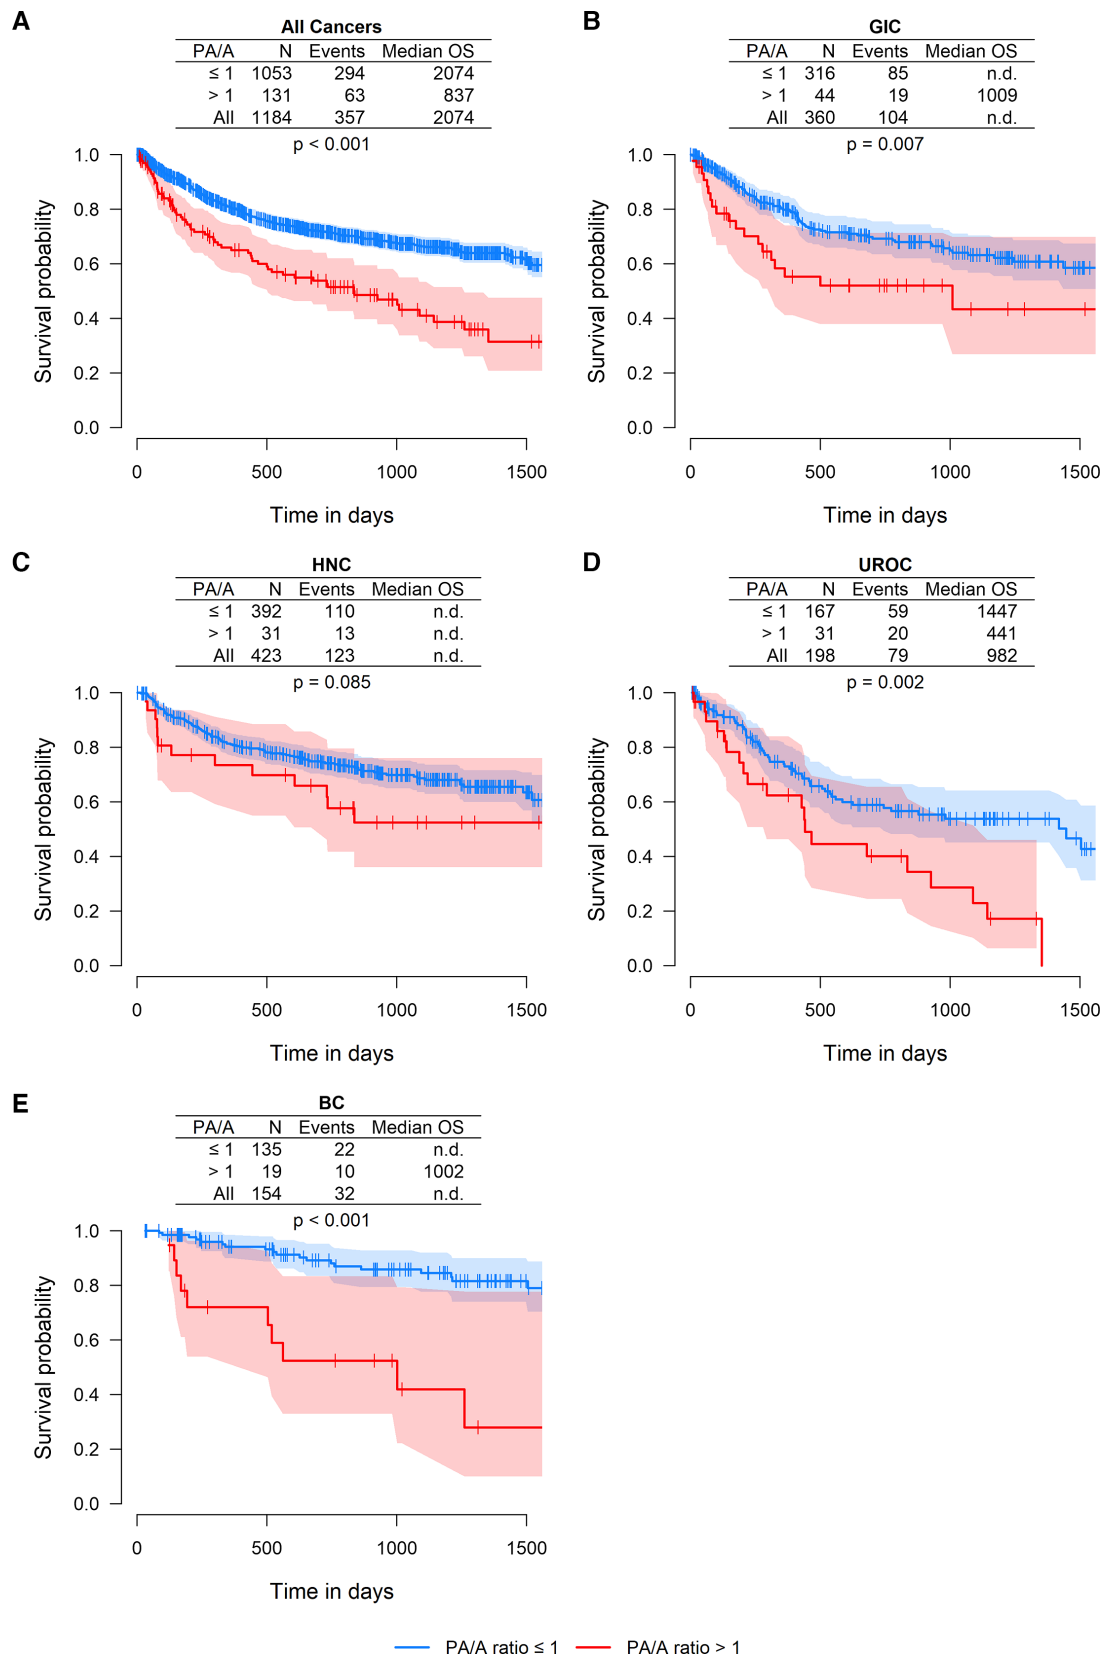 A
All Cancers
PA/A N Events Median OS
≤ 1 1053 294 2074
> 1 131 63 837
All 1184 357 2074
p < 0.001
1.0
0.8
0.6
0.4
0.2
0.0
Survival probability
0 500 1000 1500
Time in days
B
GIC
PA/A N Events Median OS
≤ 1 316 85 n.d.
> 1 44 19 1009
All 360 104 n.d.
p = 0.007
1.0
0.8
0.6
0.4
0.2
0.0
Survival probability
0 500 1000 1500
Time in days
C
HNC
PA/A N Events Median OS
≤ 1 392 110 n.d.
> 1 31 13 n.d.
All 423 123 n.d.
p = 0.085
1.0
0.8
0.6
0.4
0.2
0.0
Survival probability
0 500 1000 1500
Time in days
D
UROC
PA/A N Events Median OS
≤ 1 167 59 1447
> 1 31 20 441
All 198 79 982
p = 0.002
1.0
0.8
0.6
0.4
0.2
0.0
Survival probability
0 500 1000 1500
Time in days
E
BC
PA/A N Events Median OS
≤ 1 135 22 n.d.
> 1 19 10 1002
All 154 32 n.d.
p < 0.001
1.0
0.8
0.6
0.4
0.2
0.0
Survival probability
0 500 1000 1500
Time in days
PA/A ratio ≤ 1 PA/A ratio > 1